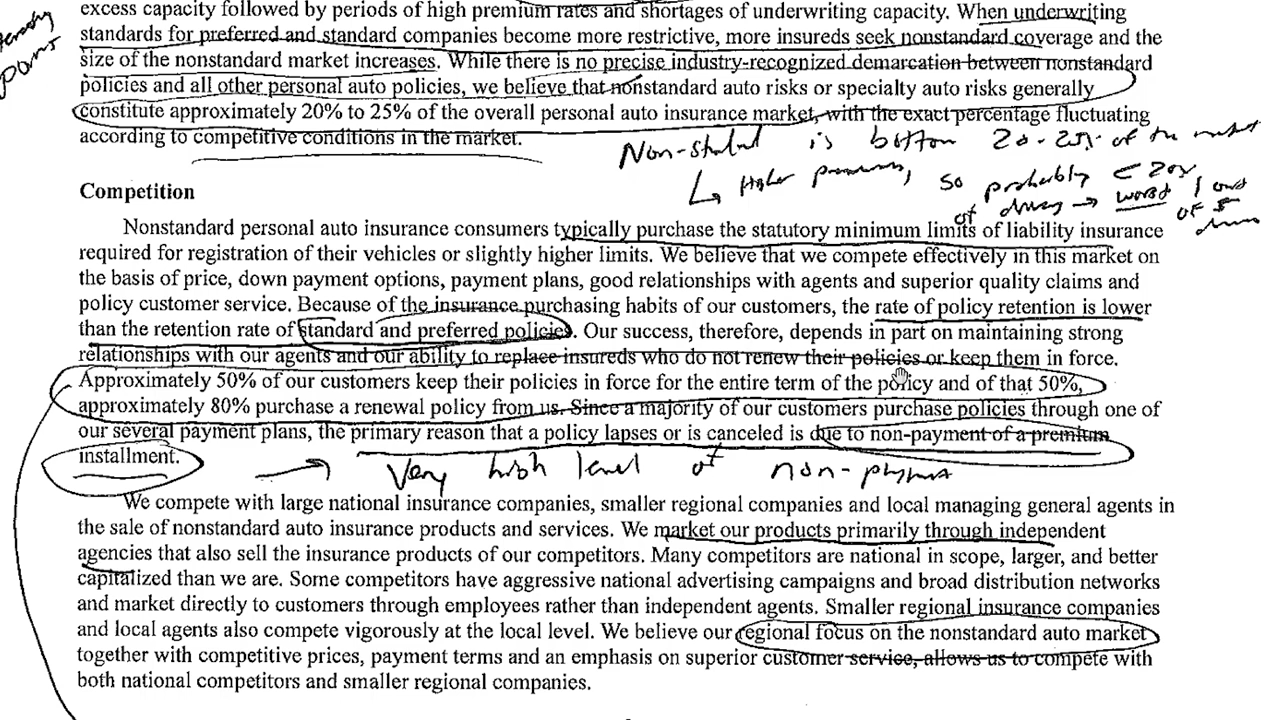 excess capacity followed by periods of high premium rates and shortages of underwriting capacity. When underwriting
standards for preferred and standard companies become more restrictive, more insureds seek nonstandard coverage and the
size of the nonstandard market increases. While there is no precise industry-recognized demarcation between nonstandard
policies and all other personal auto policies, we believe that nonstandard auto risks or specialty auto risks generally
constitute approximately 20% to 25% of the overall personal auto insurance market, with the exact percentage fluctuating
according to competitive conditions in the market.
is bottom 20-25% of the market
↳ Higher premiums, so probably < 20%
of drivers → worst 1 out
of 5
Competition
Nonstandard personal auto insurance consumers typically purchase the statutory minimum limits of liability insurance
required for registration of their vehicles or slightly higher limits. We believe that we compete effectively in this market on
the basis of price, down payment options, payment plans, good relationships with agents and superior quality claims and
policy customer service. Because of the insurance purchasing habits of our customers, the rate of policy retention is lower
than the retention rate of standard and preferred policies. Our success, therefore, depends in part on maintaining strong
relationships with our agents and our ability to replace insureds who do not renew their policies or keep them in force.
Approximately 50% of our customers keep their policies in force for the entire term of the policy and of that 50%,
approximately 80% purchase a renewal policy from us. Since a majority of our customers purchase policies through one of
our several payment plans, the primary reason that a policy lapses or is canceled is due to non-payment of a premium
installment.
→ Very high level of
We compete with large national insurance companies, smaller regional companies and local managing general agents in
the sale of nonstandard auto insurance products and services. We market our products primarily through independent
agencies that also sell the insurance products of our competitors. Many competitors are national in scope, larger, and better
capitalized than we are. Some competitors have aggressive national advertising campaigns and broad distribution networks
and market directly to customers through employees rather than independent agents. Smaller regional insurance companies
and local agents also compete vigorously at the local level. We believe our regional focus on the nonstandard auto market
together with competitive prices, payment terms and an emphasis on superior customer service, allows us to compete with
both national competitors and smaller regional companies.